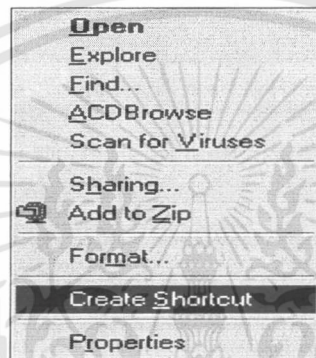 Open
Explore
Find...
ACDBrowse
Scan for Viruses
Sharing...
Add to Zip
Format...
Create Shortcut
Properties